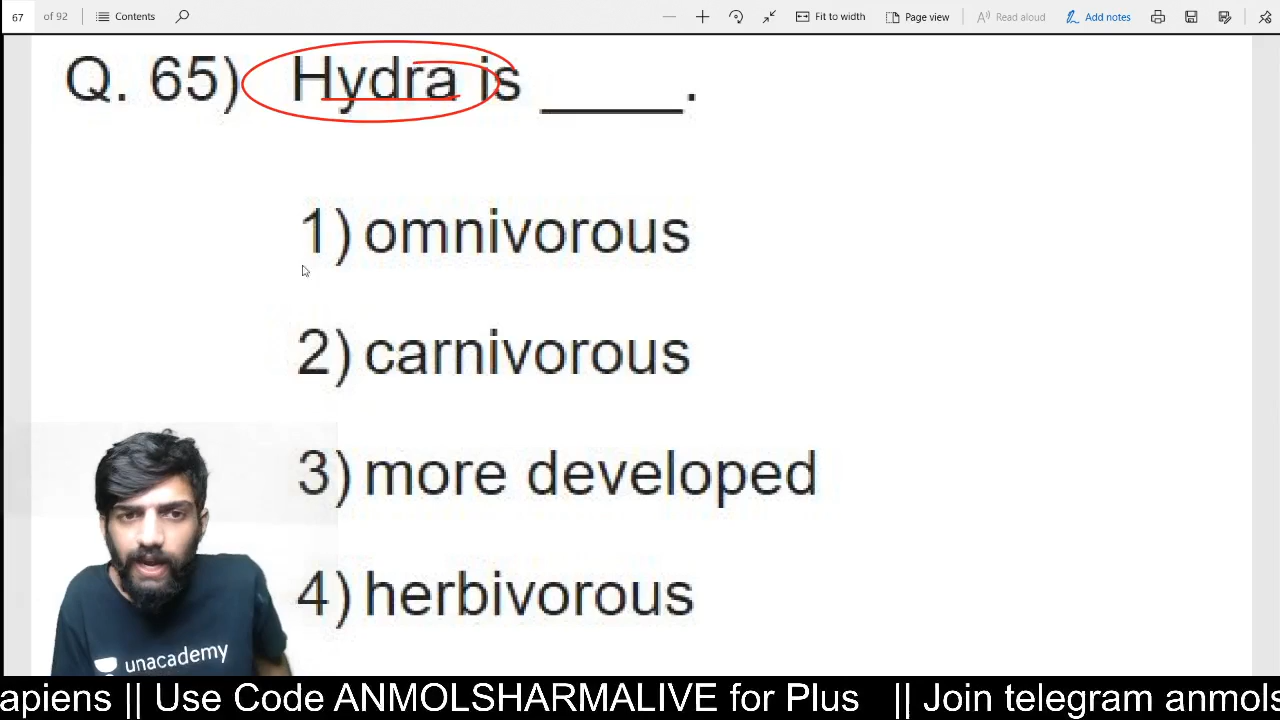 67 of 92 Contents Fit to width Page view Read aloud Add notes
Q. 65) Hydra is _____.
1) omnivorous
2) carnivorous
3) more developed
4) herbivorous
unacademy
apiens || Use Code ANMOLSHARMALIVE for Plus || Join telegram anmols